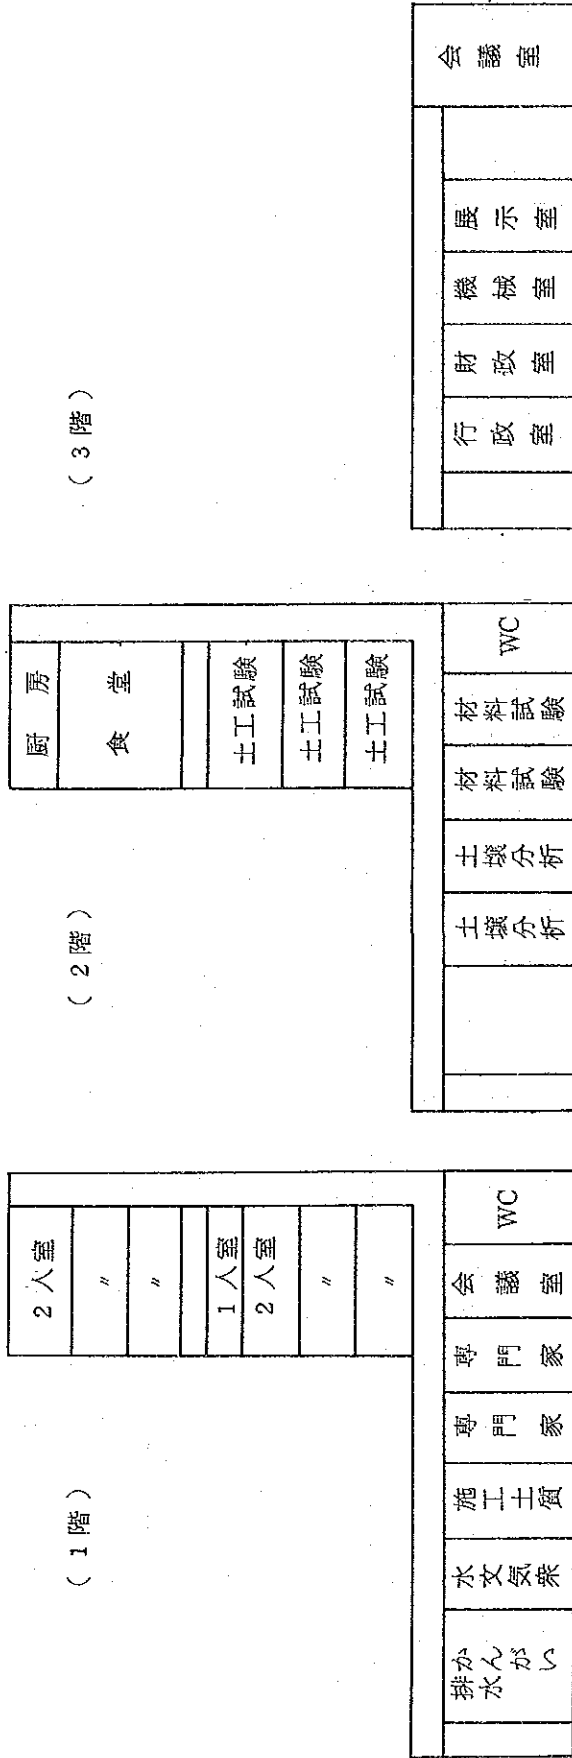 (1階)
2人室
〃
〃
1人室
2人室
〃
〃
かんがい
排水
水文気衆
施工土質
専門家
専門家
会議室
WC
(2階)
厨房
食堂
土工試験
土工試験
土工試験
土壌分析
土壌分析
材料試験
材料試験
WC
(3階)
行政室
財政室
機械室
展示室
会議室